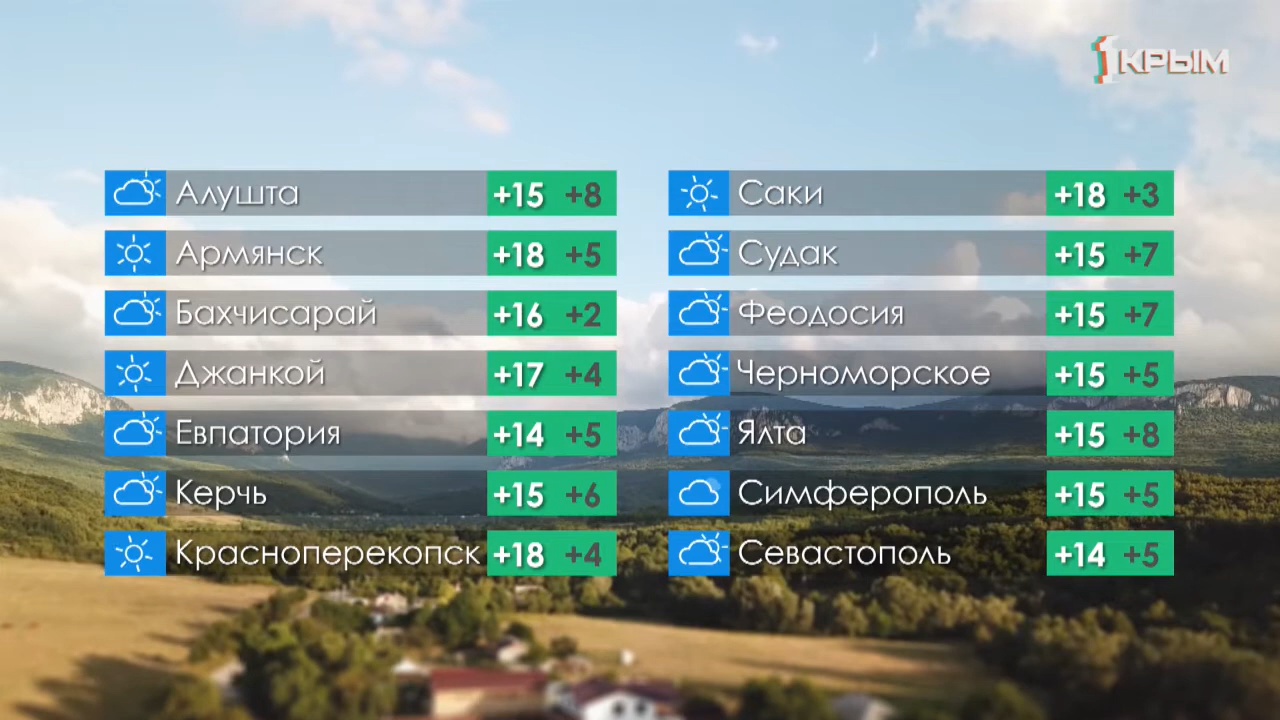 1КРЫМ
Алушта +15 +8
Армянск +18 +5
Бахчисарай +16 +2
Джанкой +17 +4
Евпатория +14 +5
Керчь +15 +6
Красноперекопск +18 +4
Саки +18 +3
Судак +15 +7
Феодосия +15 +7
Черноморское +15 +5
Ялта +15 +8
Симферополь +15 +5
Севастополь +14 +5